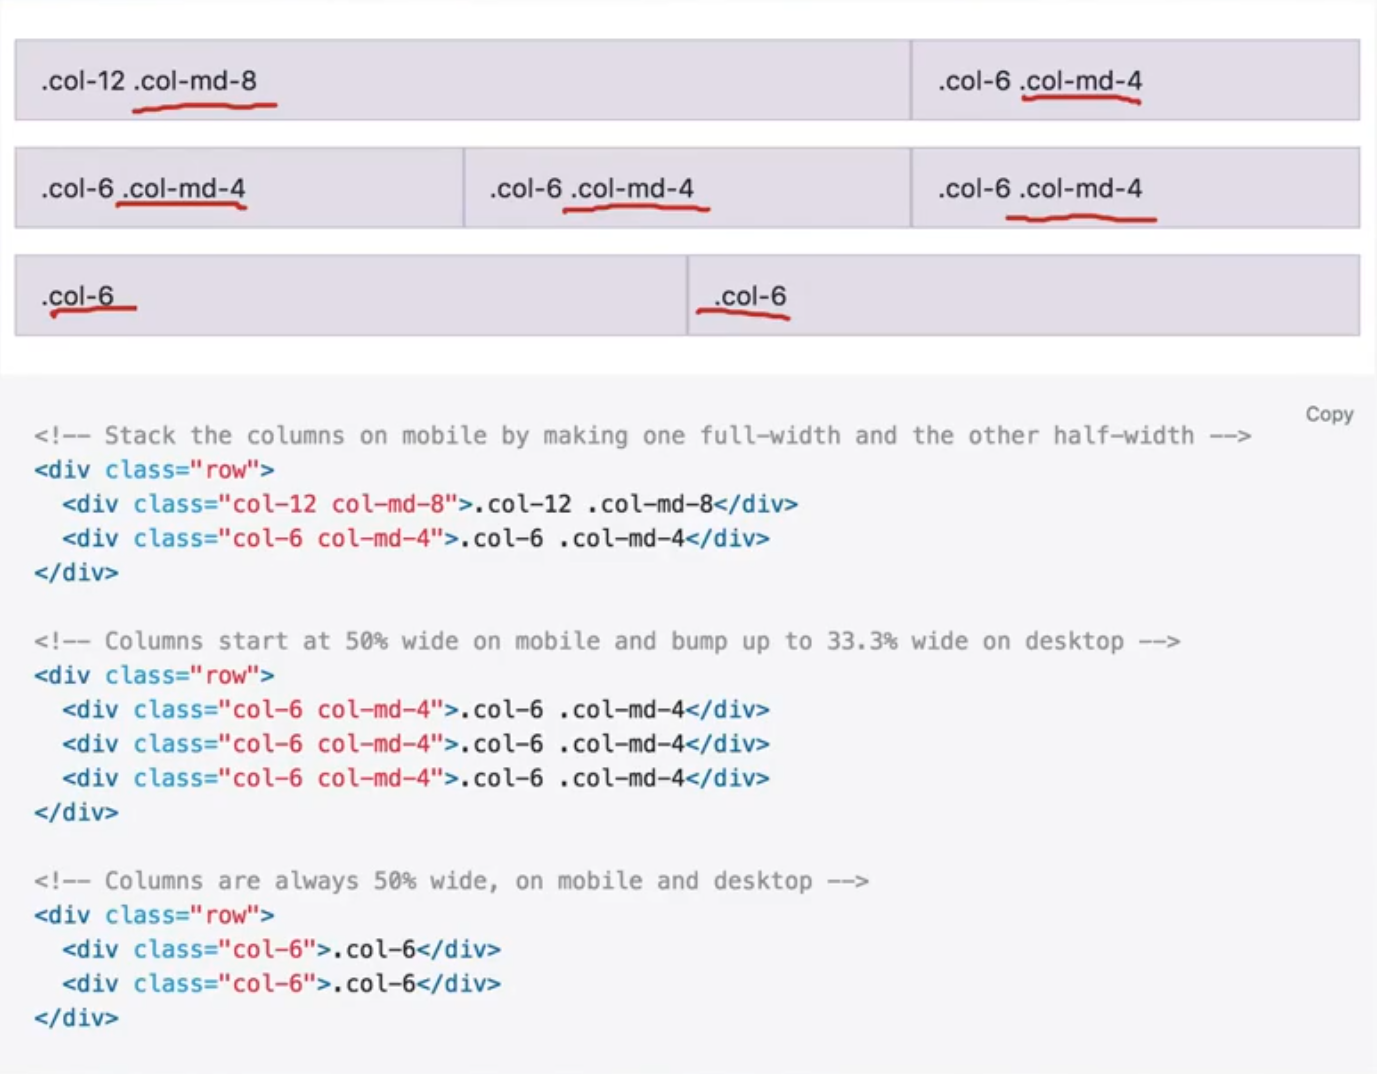 .col-12 .col-md-8 .col-6 .col-md-4
.col-6 .col-md-4 .col-6 .col-md-4 .col-6 .col-md-4
.col-6 .col-6
Copy
<!-- Stack the columns on mobile by making one full-width and the other half-width -->
<div class="row">
  <div class="col-12 col-md-8">.col-12 .col-md-8</div>
  <div class="col-6 col-md-4">.col-6 .col-md-4</div>
</div>
<!-- Columns start at 50% wide on mobile and bump up to 33.3% wide on desktop -->
<div class="row">
  <div class="col-6 col-md-4">.col-6 .col-md-4</div>
  <div class="col-6 col-md-4">.col-6 .col-md-4</div>
  <div class="col-6 col-md-4">.col-6 .col-md-4</div>
</div>
<!-- Columns are always 50% wide, on mobile and desktop -->
<div class="row">
  <div class="col-6">.col-6</div>
  <div class="col-6">.col-6</div>
</div>